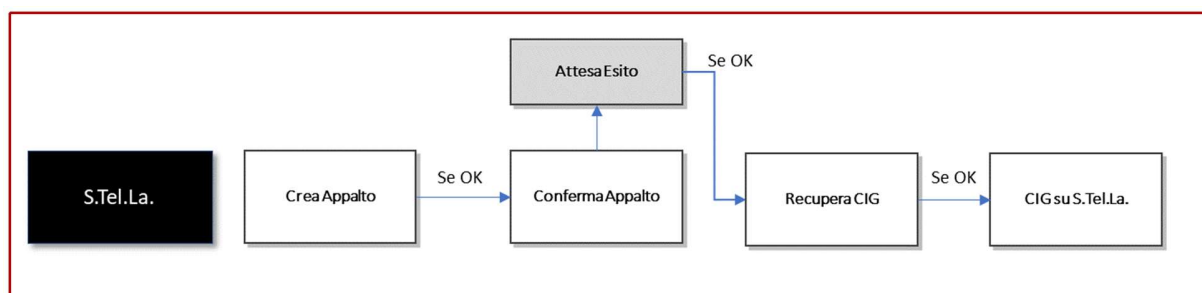 Attesa Esito
Se OK
S.Tel.La.
Crea Appalto
Se OK
Conferma Appalto
Recupera CIG
Se OK
CIG su S.Tel.La.